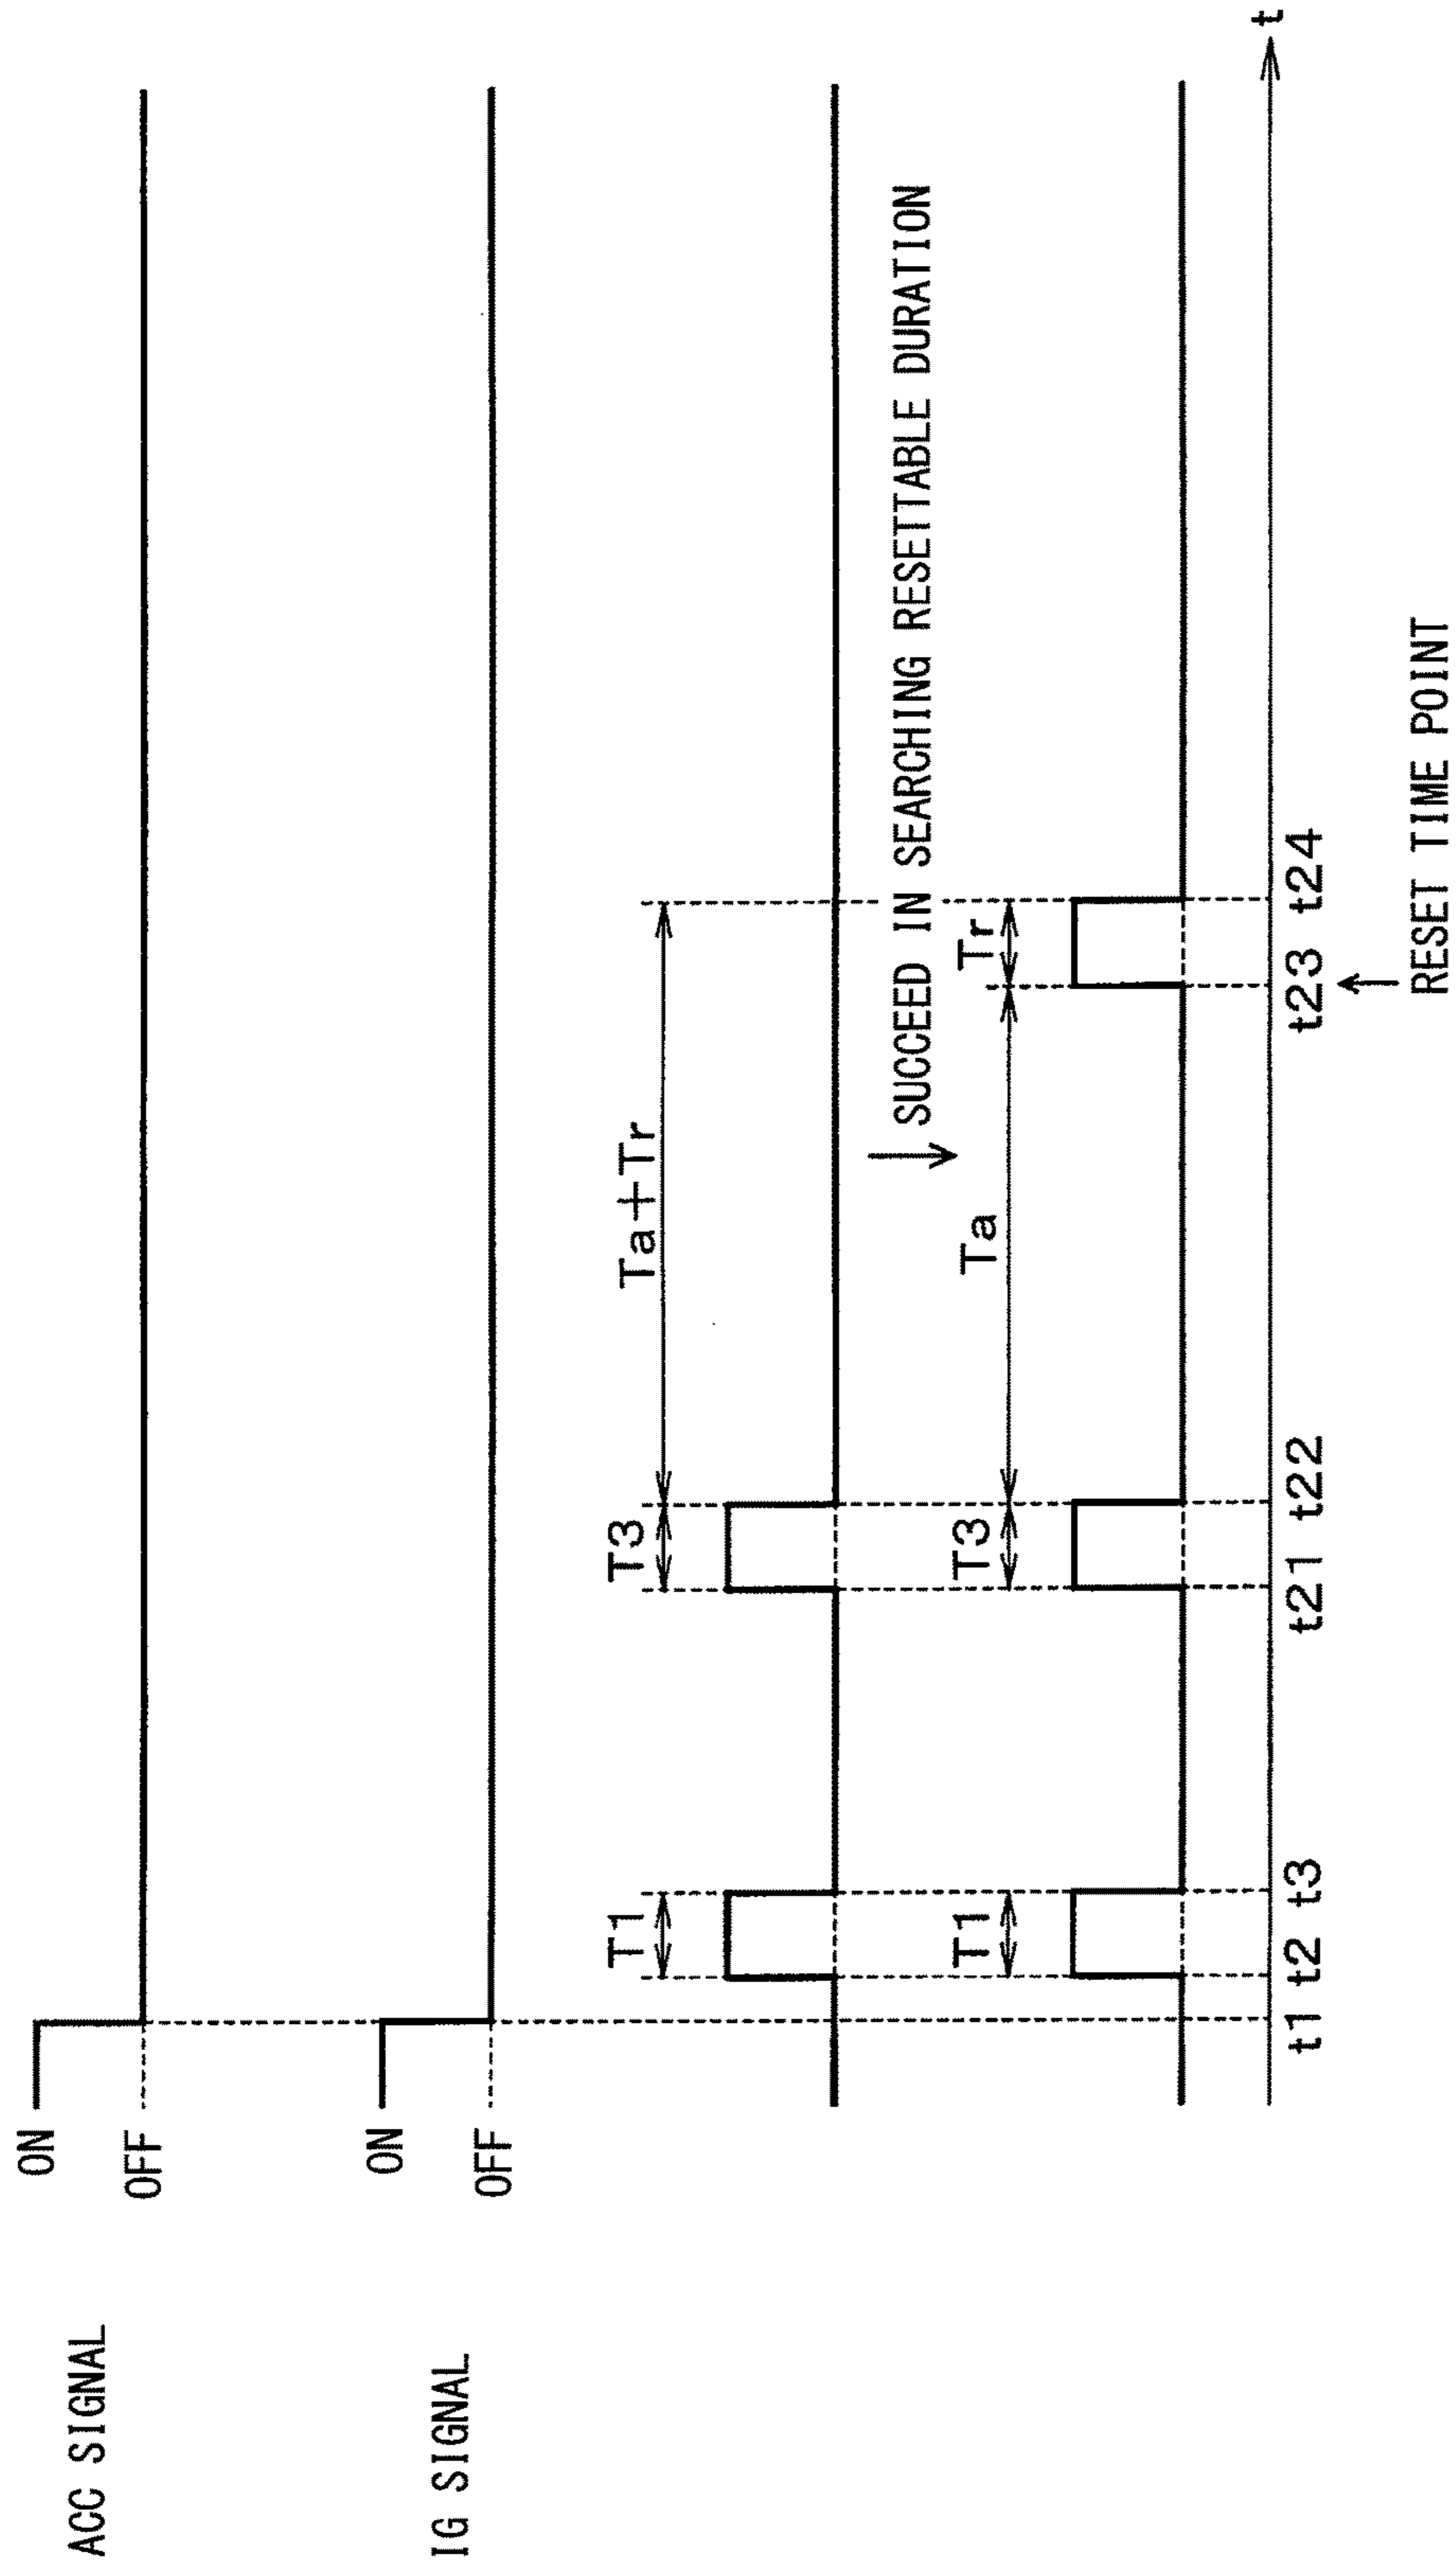 ACC SIGNAL
ON
OFF
IG SIGNAL
ON
OFF
T1
T3
Ta+Tr
SUCCEED IN SEARCHING RESETTABLE DURATION
T1
T3
Ta
Tr
t1
t2
t3
t21
t22
t23
t24
t
RESET TIME POINT